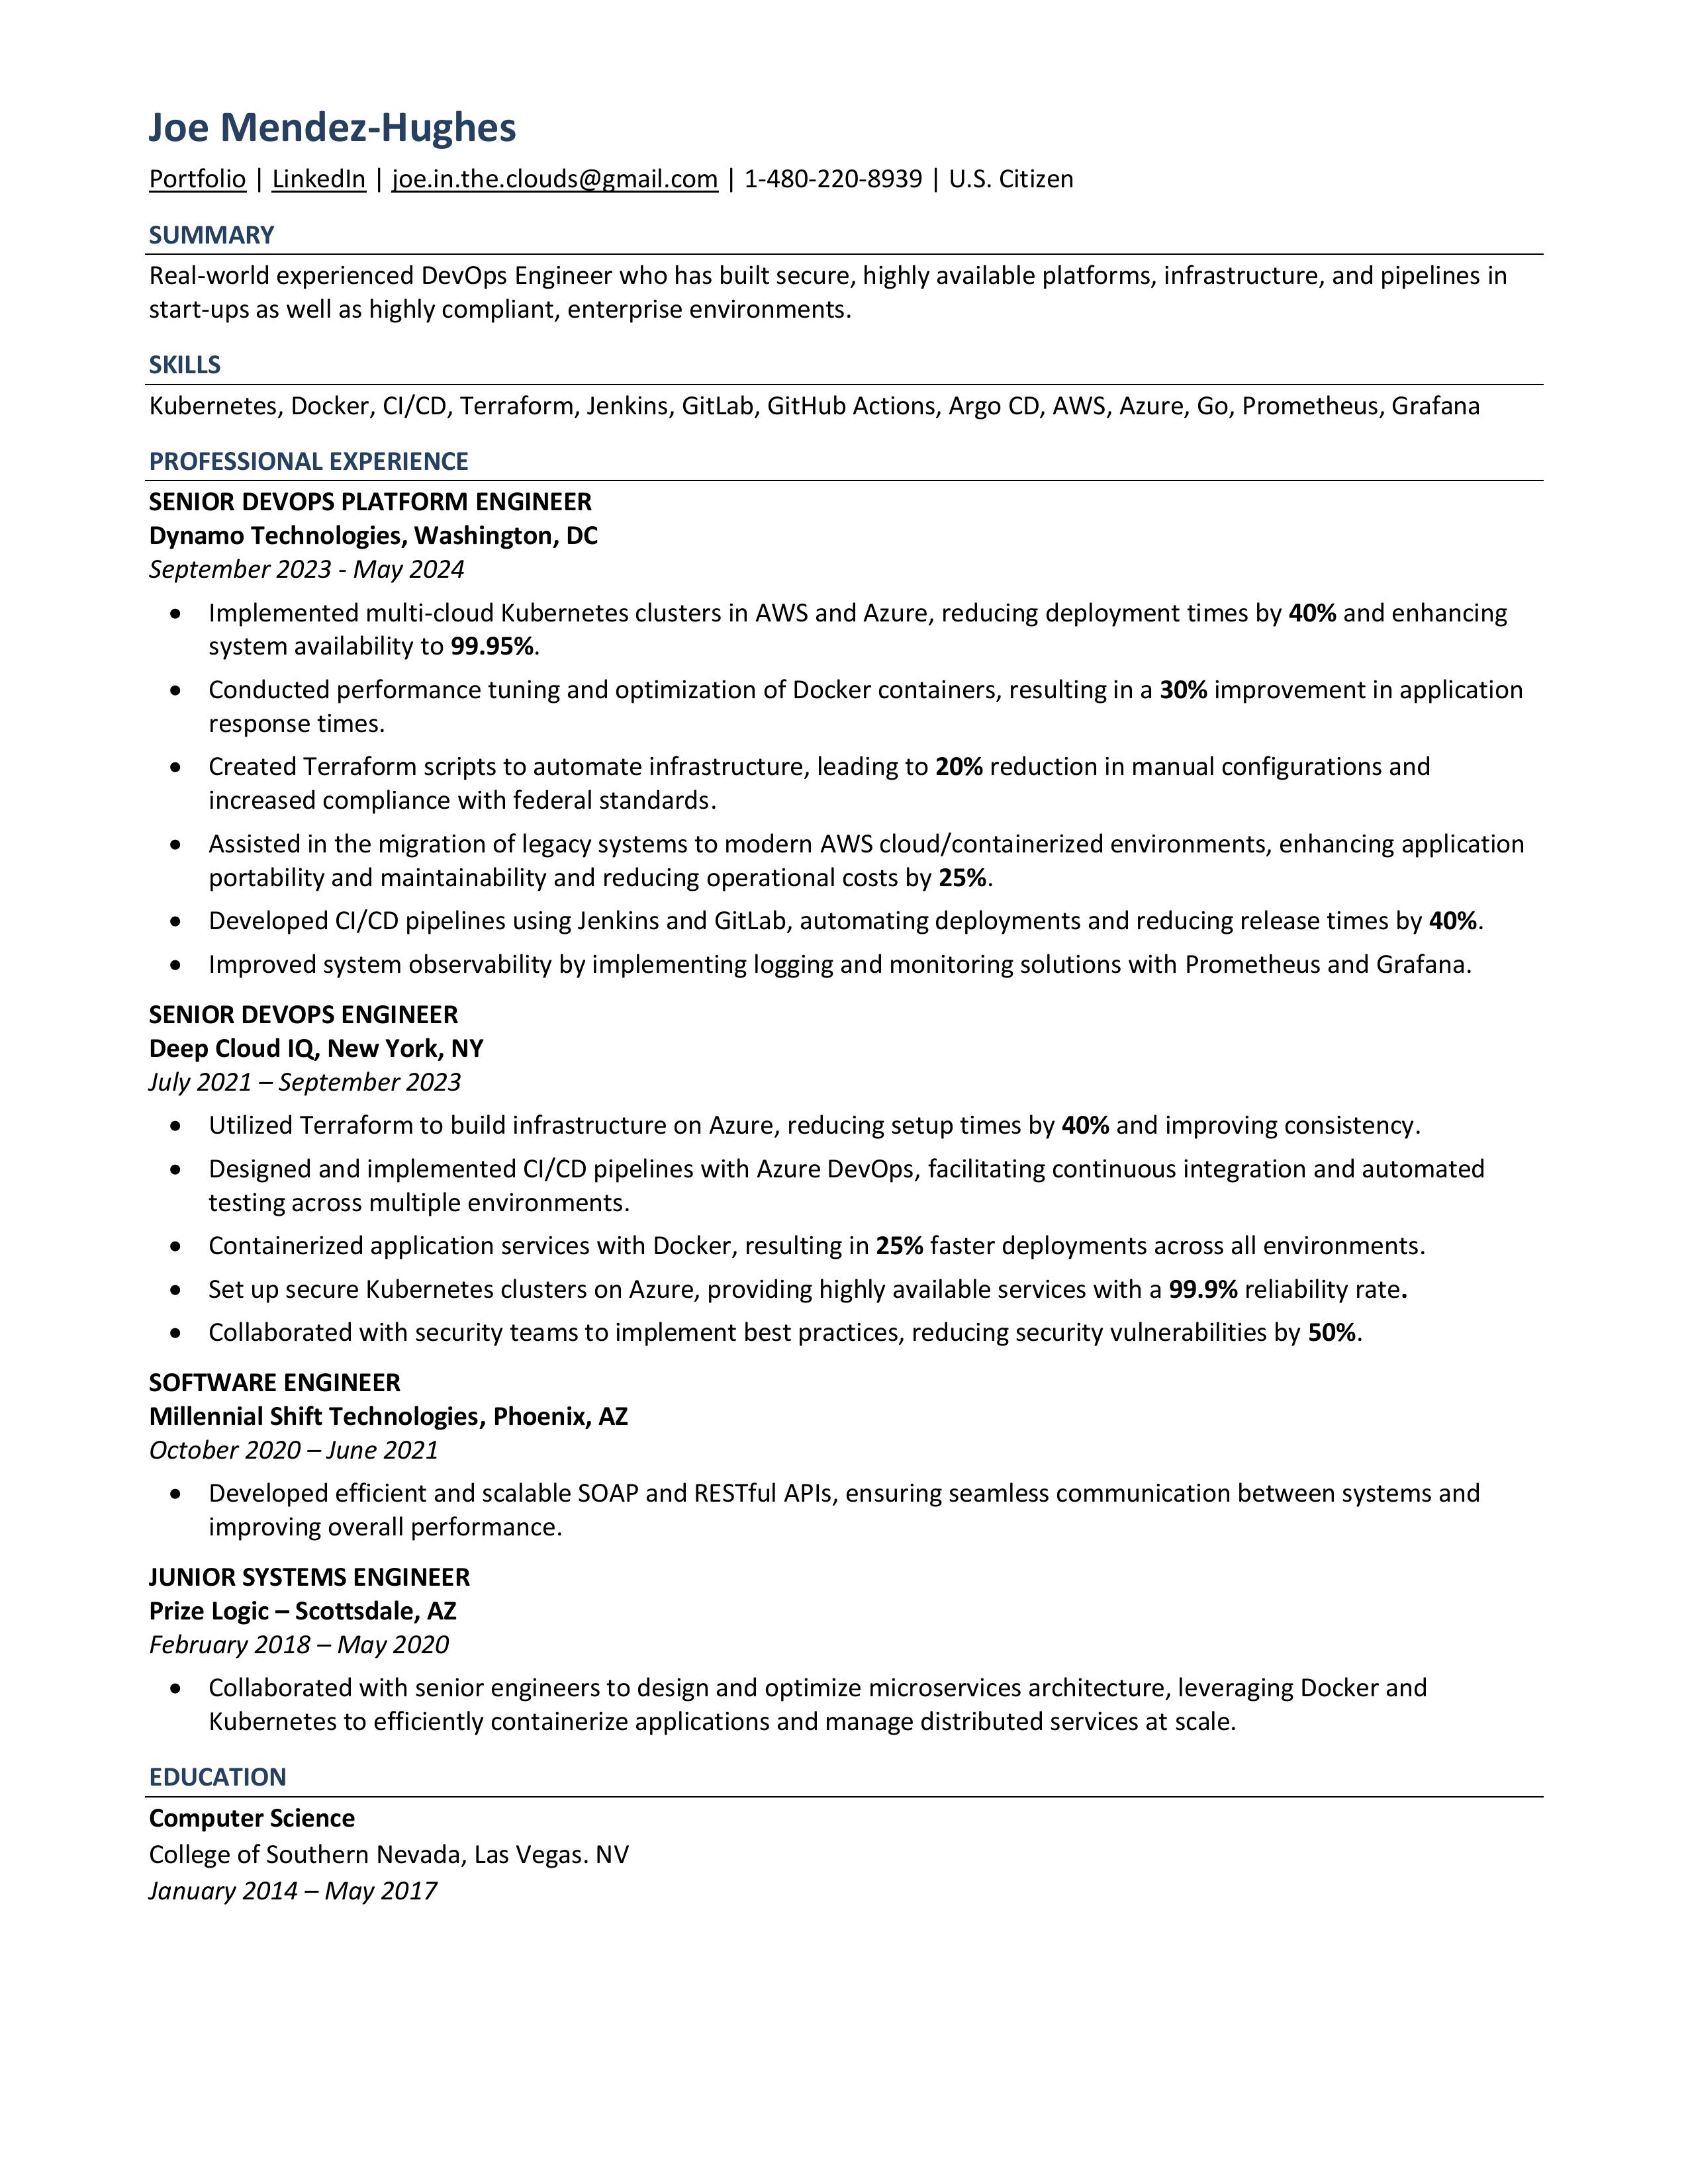 Joe Mendez-Hughes
Portfolio | LinkedIn | joe.in.the.clouds@gmail.com | 1-480-220-8939 | U.S. Citizen
SUMMARY
Real-world experienced DevOps Engineer who has built secure, highly available platforms, infrastructure, and pipelines in
start-ups as well as highly compliant, enterprise environments.
SKILLS
Kubernetes, Docker, CI/CD, Terraform, Jenkins, GitLab, GitHub Actions, Argo CD, AWS, Azure, Go, Prometheus, Grafana
PROFESSIONAL EXPERIENCE
SENIOR DEVOPS PLATFORM ENGINEER
Dynamo Technologies, Washington, DC
September 2023 - May 2024
• Implemented multi-cloud Kubernetes clusters in AWS and Azure, reducing deployment times by 40% and enhancing
system availability to 99.95%.
• Conducted performance tuning and optimization of Docker containers, resulting in a 30% improvement in application
response times.
• Created Terraform scripts to automate infrastructure, leading to 20% reduction in manual configurations and
increased compliance with federal standards.
• Assisted in the migration of legacy systems to modern AWS cloud/containerized environments, enhancing application
portability and maintainability and reducing operational costs by 25%.
• Developed CI/CD pipelines using Jenkins and GitLab, automating deployments and reducing release times by 40%.
• Improved system observability by implementing logging and monitoring solutions with Prometheus and Grafana.
SENIOR DEVOPS ENGINEER
Deep Cloud IQ, New York, NY
July 2021 – September 2023
• Utilized Terraform to build infrastructure on Azure, reducing setup times by 40% and improving consistency.
• Designed and implemented CI/CD pipelines with Azure DevOps, facilitating continuous integration and automated
testing across multiple environments.
• Containerized application services with Docker, resulting in 25% faster deployments across all environments.
• Set up secure Kubernetes clusters on Azure, providing highly available services with a 99.9% reliability rate.
• Collaborated with security teams to implement best practices, reducing security vulnerabilities by 50%.
SOFTWARE ENGINEER
Millennial Shift Technologies, Phoenix, AZ
October 2020 – June 2021
• Developed efficient and scalable SOAP and RESTful APIs, ensuring seamless communication between systems and
improving overall performance.
JUNIOR SYSTEMS ENGINEER
Prize Logic – Scottsdale, AZ
February 2018 – May 2020
• Collaborated with senior engineers to design and optimize microservices architecture, leveraging Docker and
Kubernetes to efficiently containerize applications and manage distributed services at scale.
EDUCATION
Computer Science
College of Southern Nevada, Las Vegas. NV
January 2014 – May 2017